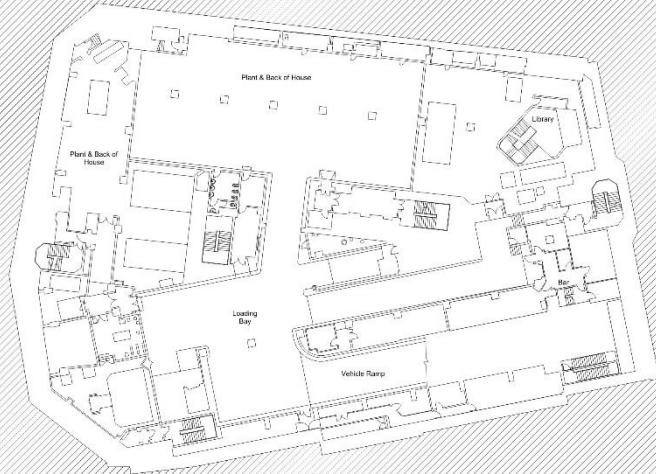 Plant & Back of House
Library
Plant & Back of
House
Bar
Loading
Bay
Vehicle Ramp